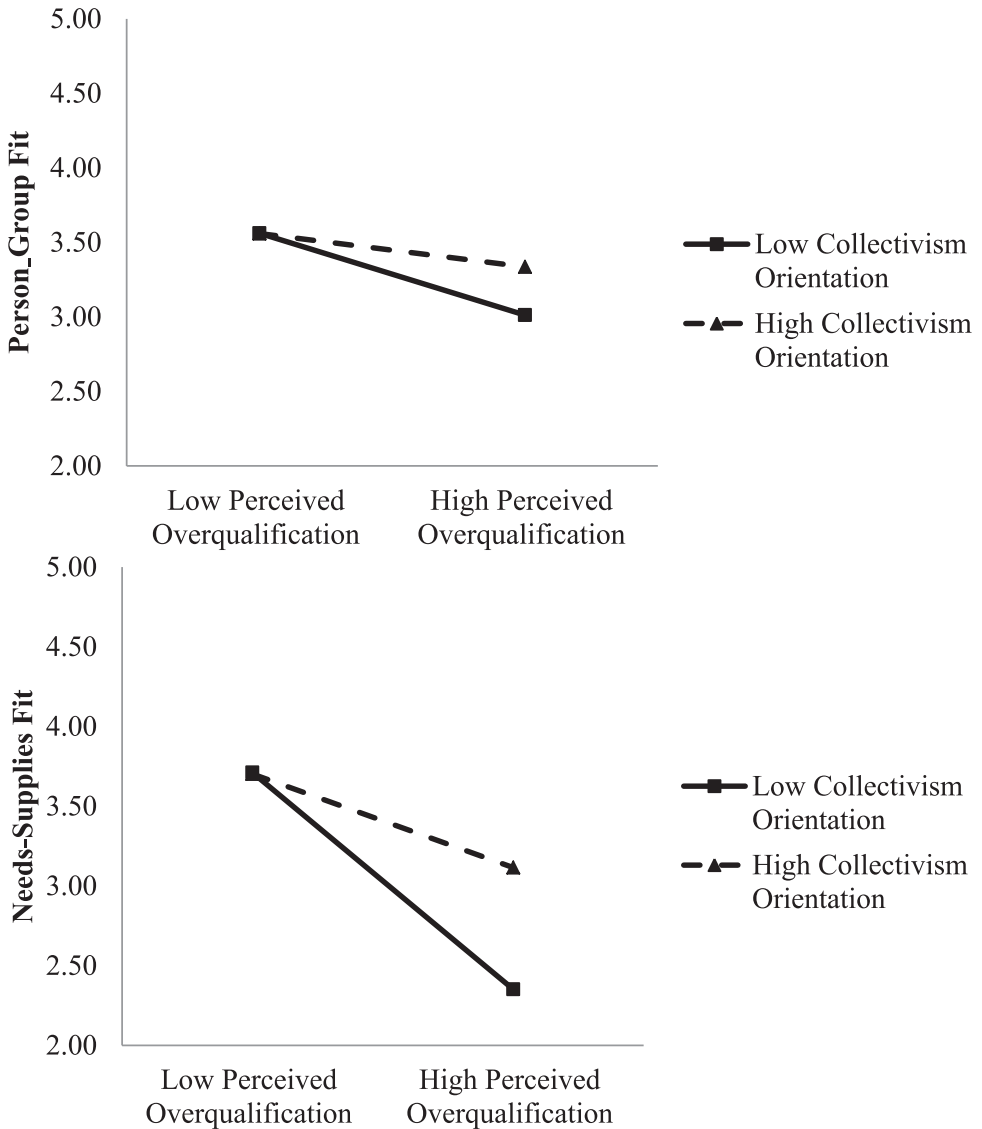 5.00
4.50
4.00
3.50
3.00
2.50
2.00
Person_Group Fit
Low Perceived
Overqualification
High Perceived
Overqualification
Low Collectivism
Orientation
High Collectivism
Orientation
5.00
4.50
4.00
3.50
3.00
2.50
2.00
Needs-Supplies Fit
Low Perceived
Overqualification
High Perceived
Overqualification
Low Collectivism
Orientation
High Collectivism
Orientation